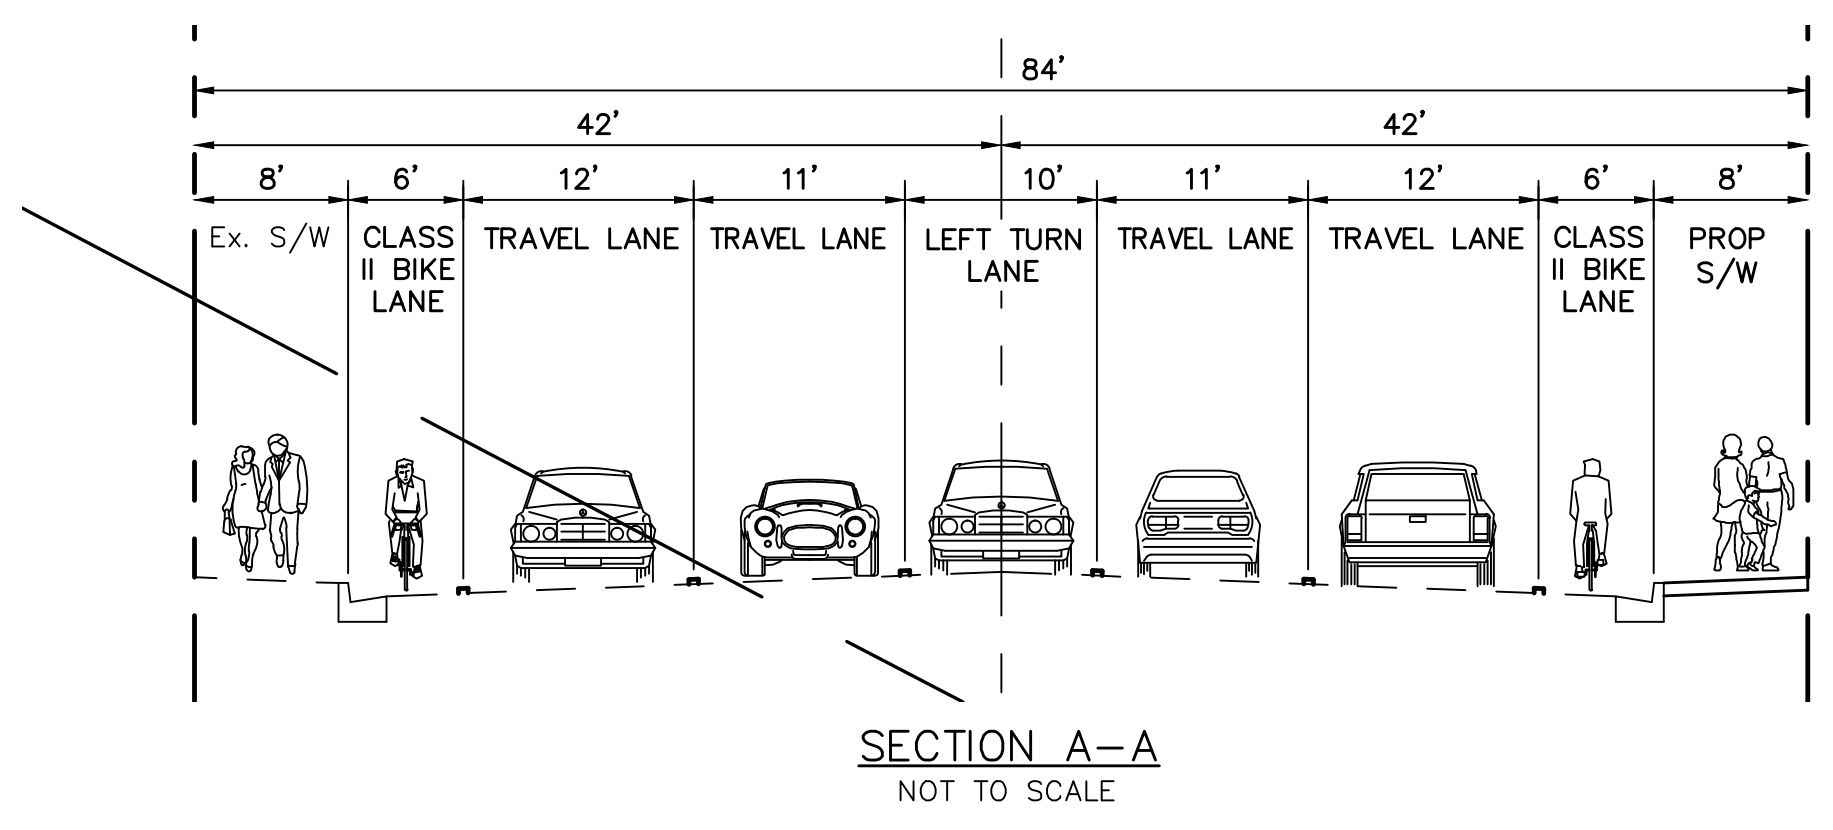 84'
42' 42'
8' 6' 12' 11' 10' 11' 12' 6' 8'
Ex. S/W
CLASS
II BIKE
LANE
TRAVEL LANE
TRAVEL LANE
LEFT TURN
LANE
TRAVEL LANE
TRAVEL LANE
CLASS
II BIKE
LANE
PROP
S/W
SECTION A-A
NOT TO SCALE